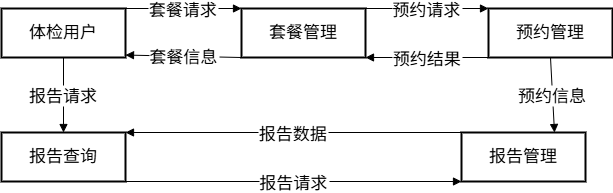 套餐请求
预约请求
体检用户
套餐管理
预约管理
套餐信息
预约结果
报告请求
预约信息
报告数据
报告查询
报告管理
报告请求